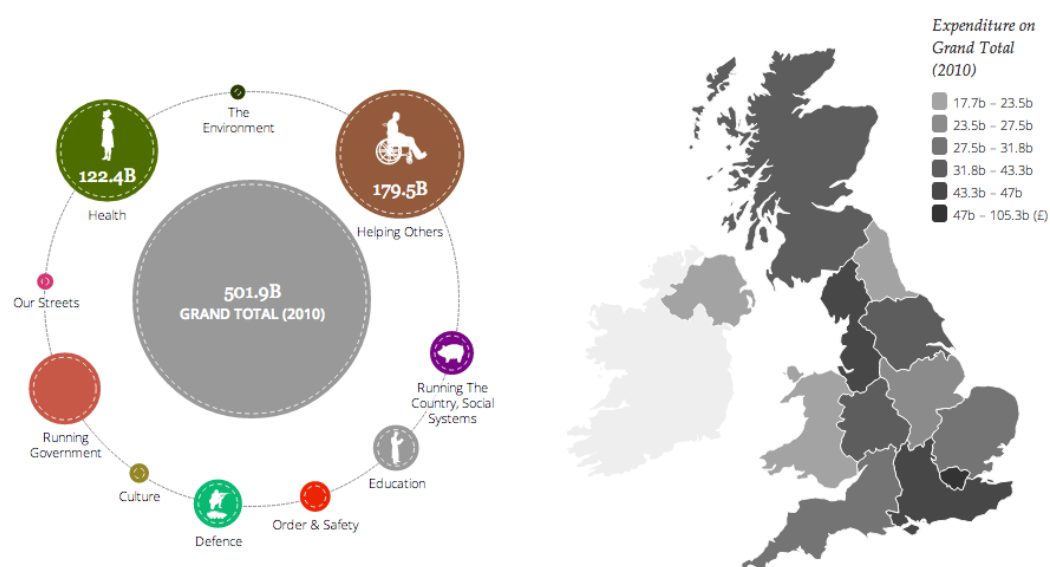 The
Environment
122.4B
Health
179.5B
Helping Others
Our Streets
501.9B
GRAND TOTAL (2010)
Running The
Country, Social
Systems
Running
Government
Education
Culture
Order & Safety
Defence
Expenditure on
Grand Total
(2010)
17.7b – 23.5b
23.5b – 27.5b
27.5b – 31.8b
31.8b – 43.3b
43.3b – 47b
47b – 105.3b (£)